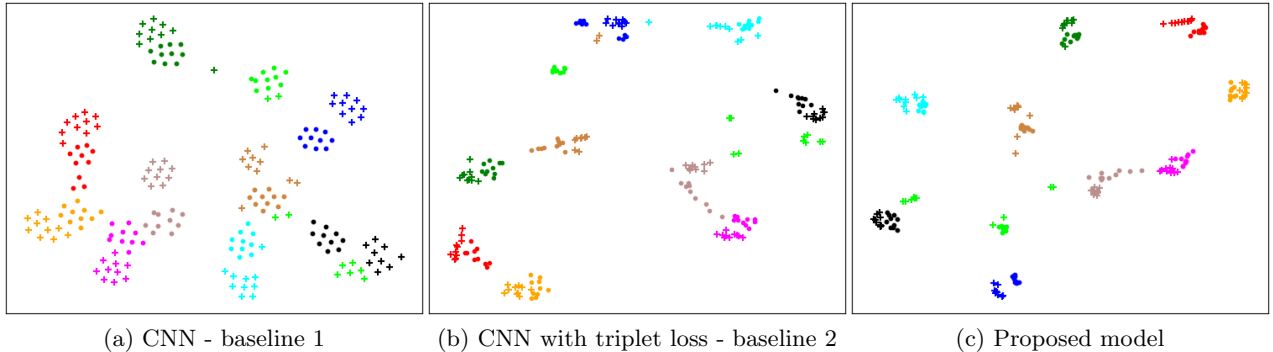 (a) CNN - baseline 1
(b) CNN with triplet loss - baseline 2
(c) Proposed model